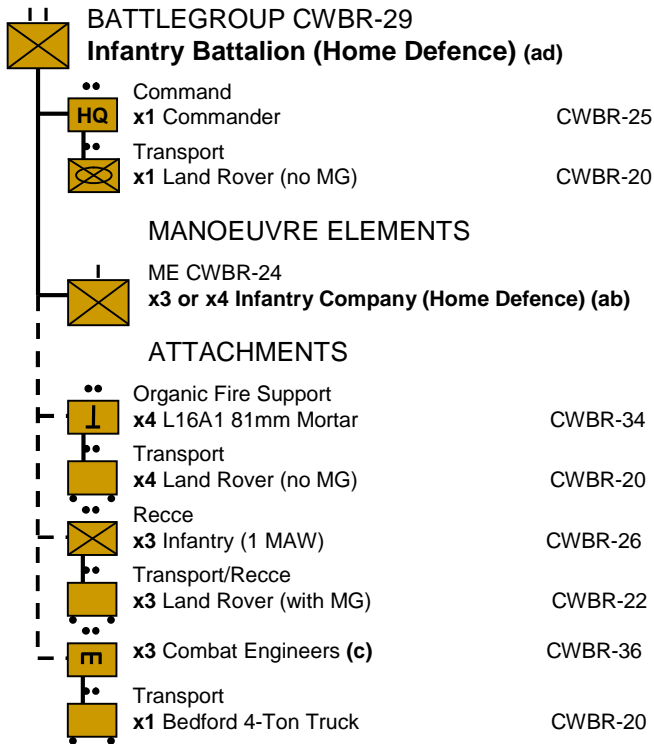 BATTLEGROUP CWBR-29
Infantry Battalion (Home Defence) (ad)
Command
HQ x1 Commander CWBR-25
Transport
x1 Land Rover (no MG) CWBR-20
MANOEUVRE ELEMENTS
ME CWBR-24
x3 or x4 Infantry Company (Home Defence) (ab)
ATTACHMENTS
Organic Fire Support
x4 L16A1 81mm Mortar CWBR-34
Transport
x4 Land Rover (no MG) CWBR-20
Recce
x3 Infantry (1 MAW) CWBR-26
Transport/Recce
x3 Land Rover (with MG) CWBR-22
x3 Combat Engineers (c) CWBR-36
Transport
x1 Bedford 4-Ton Truck CWBR-20